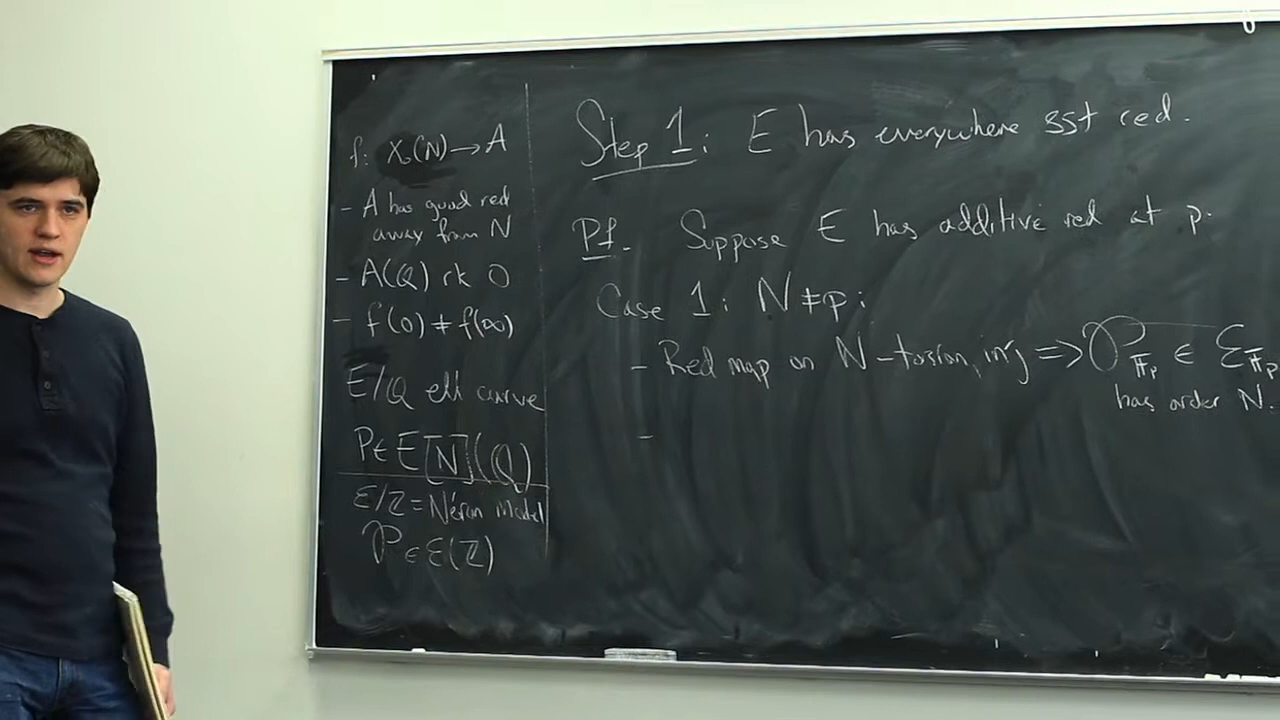 f: X₀(N) → A
- A has good red
away from N
- A(ℚ) rk 0
- f(0) ≠ f(∞)
E/ℚ ell curve
P ∈ E[N](ℚ)
ℰ/ℤ = Néron Model
𝒫 ∈ ℰ(ℤ)
Step 1: E has everywhere sst red.
Pf. Suppose E has additive red at p.
Case 1: N ≠ p:
- Red map on N-torsion inj ⇒ 𝒫_𝔽ₚ ∈ ℰ_𝔽ₚ
has order N.
-